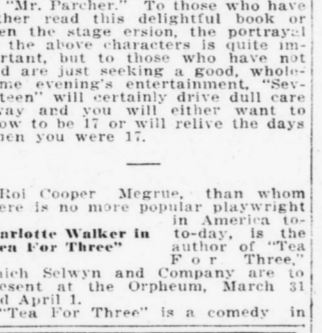 "Mr. Parcher." To those who have
ther read this delightful book or
en the stage ersion, the portrayal
the above characters is quite im-
rtant, but to those who have not
d are just seeking a good, whole-
me evening's entertainment, "Sev-
teen" will certainly drive dull care
vay and you will either want to
ow to be 17 or will relive the days
nen you were 17.
Roi Cooper Megrue, than whom
ere is no more popular playwright
in America to-
arlotte Walker in
ea For Three"
to-day, is the
author of "Tea
For Three,"
nich Selwyn and Company are to
esent at the Orpheum, March 31
d April 1.
"Tea For Three" is a comedy in